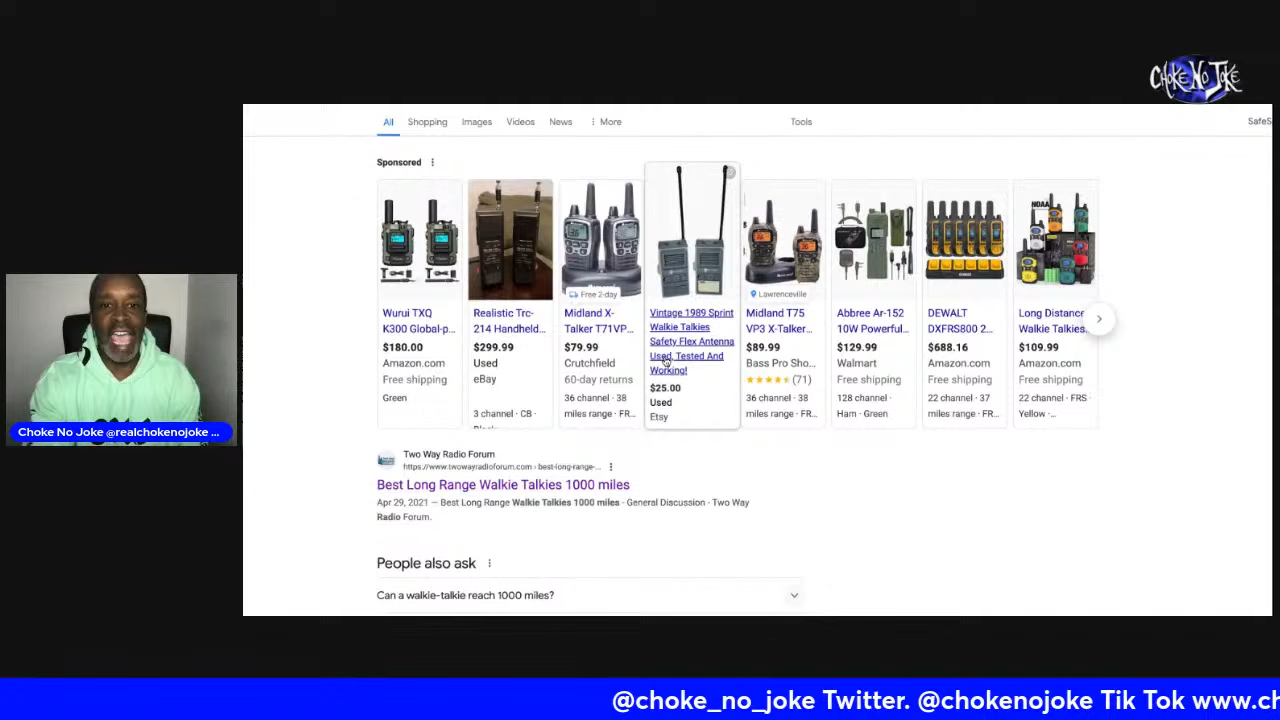 CHOKE NO JOKE
All Shopping Images Videos News More Tools SafeS
Sponsored
NOAA
Free 2-day
Lawrenceville
Wurui TXQ
K300 Global-p...
$180.00
Amazon.com
Free shipping
Green
Realistic Trc-
214 Handheld...
$299.99
Used
eBay
3 channel · CB ·
Midland X-
Talker T71VP...
$79.99
Crutchfield
60-day returns
36 channel · 38
miles range · FR...
Vintage 1989 Sprint
Walkie Talkies
Safety Flex Antenna
Used, Tested And
Working!
$25.00
Used
Etsy
Midland T75
VP3 X-Talker...
$89.99
Bass Pro Sho...
(71)
36 channel · 38
miles range · FR...
Abbree Ar-152
10W Powerful...
$129.99
Walmart
Free shipping
128 channel ·
Ham · Green
DEWALT
DXFRS800 2...
$688.16
Amazon.com
Free shipping
22 channel · 37
miles range · FR...
Long Distance
Walkie Talkies...
$109.99
Amazon.com
Free shipping
22 channel · FRS ·
Yellow · ...
Choke No Joke @realchokenojoke ...
Two Way Radio Forum
https://www.twowayradioforum.com › best-long-range-...
Best Long Range Walkie Talkies 1000 miles
Apr 29, 2021 — Best Long Range Walkie Talkies 1000 miles · General Discussion · Two Way
Radio Forum.
People also ask
Can a walkie-talkie reach 1000 miles?
@choke_no_joke Twitter. @chokenojoke Tik Tok www.ch